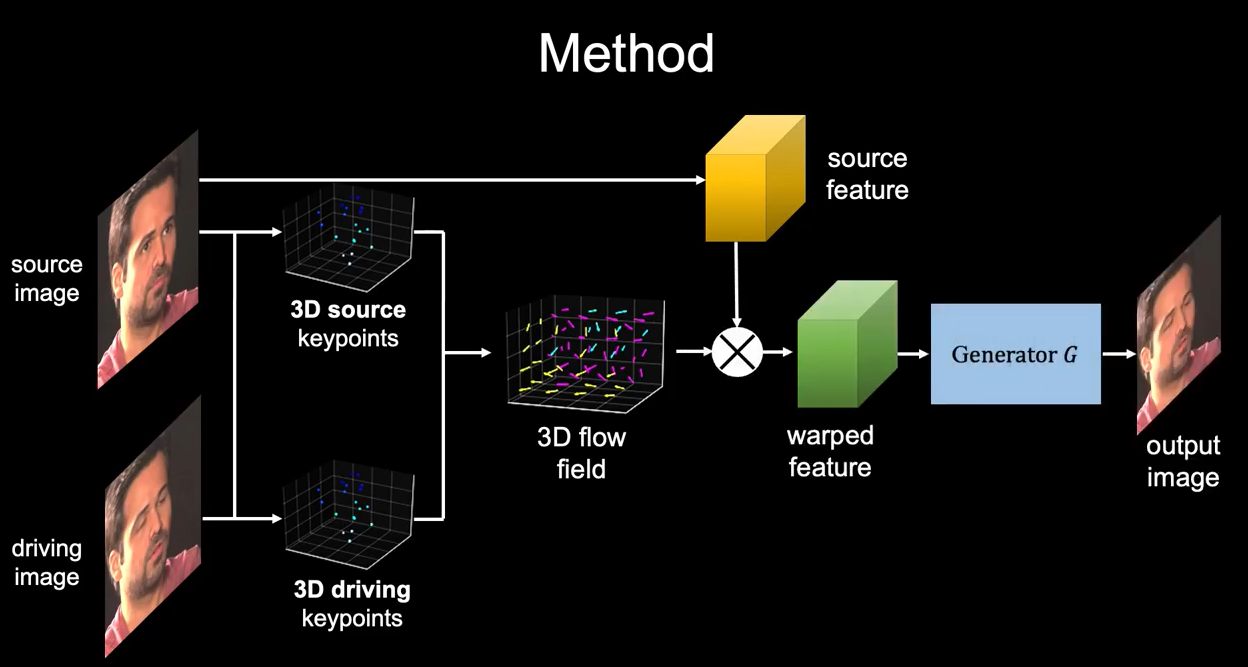 Method
source
feature
source
image
3D source
keypoints
3D flow
field
warped
feature
Generator G
output
image
driving
image
3D driving
keypoints